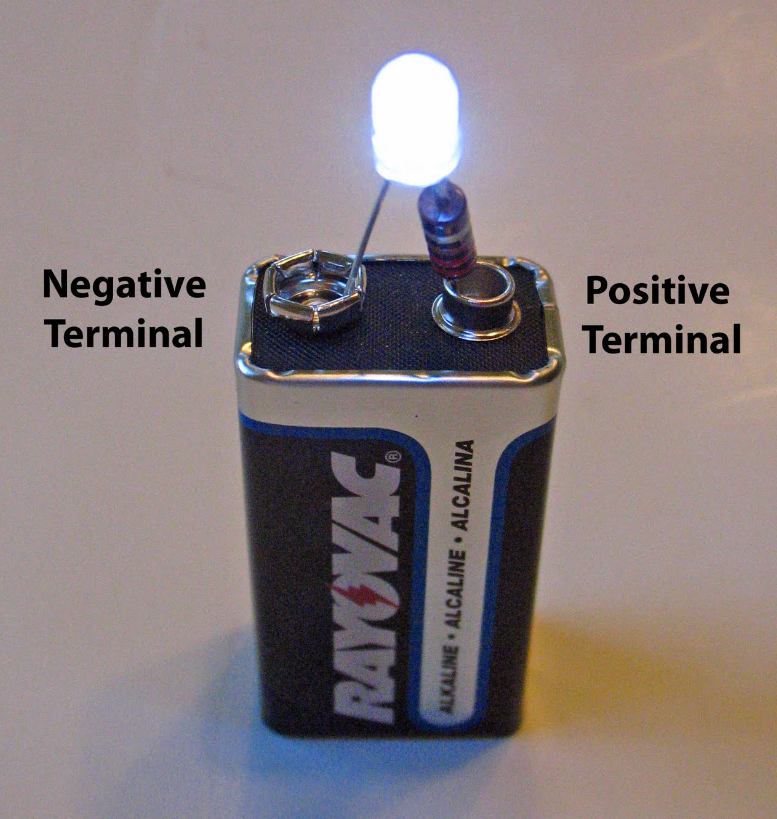 Negative
Terminal
Positive
Terminal
RAYOVAC®
ALKALINE • ALCALINE • ALCALINA